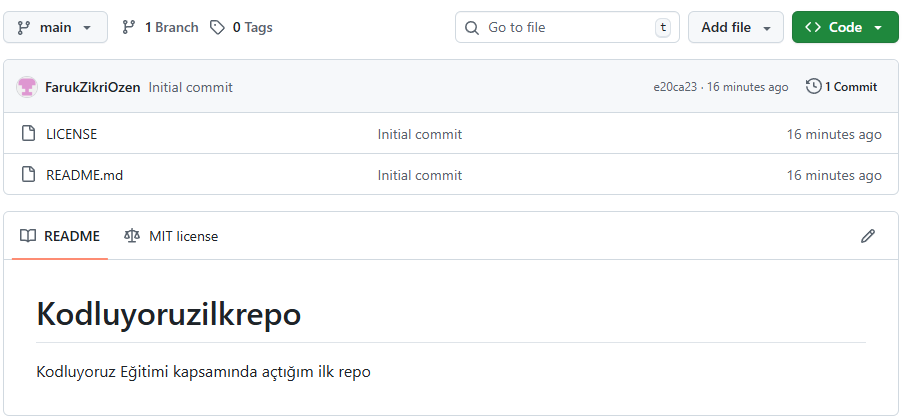 main 1 Branch 0 Tags Go to file t Add file Code
FarukZikriOzen Initial commit e20ca23 · 16 minutes ago 1 Commit
LICENSE Initial commit 16 minutes ago
README.md Initial commit 16 minutes ago
README MIT license
Kodluyoruzilkrepo
Kodluyoruz Eğitimi kapsamında açtığım ilk repo